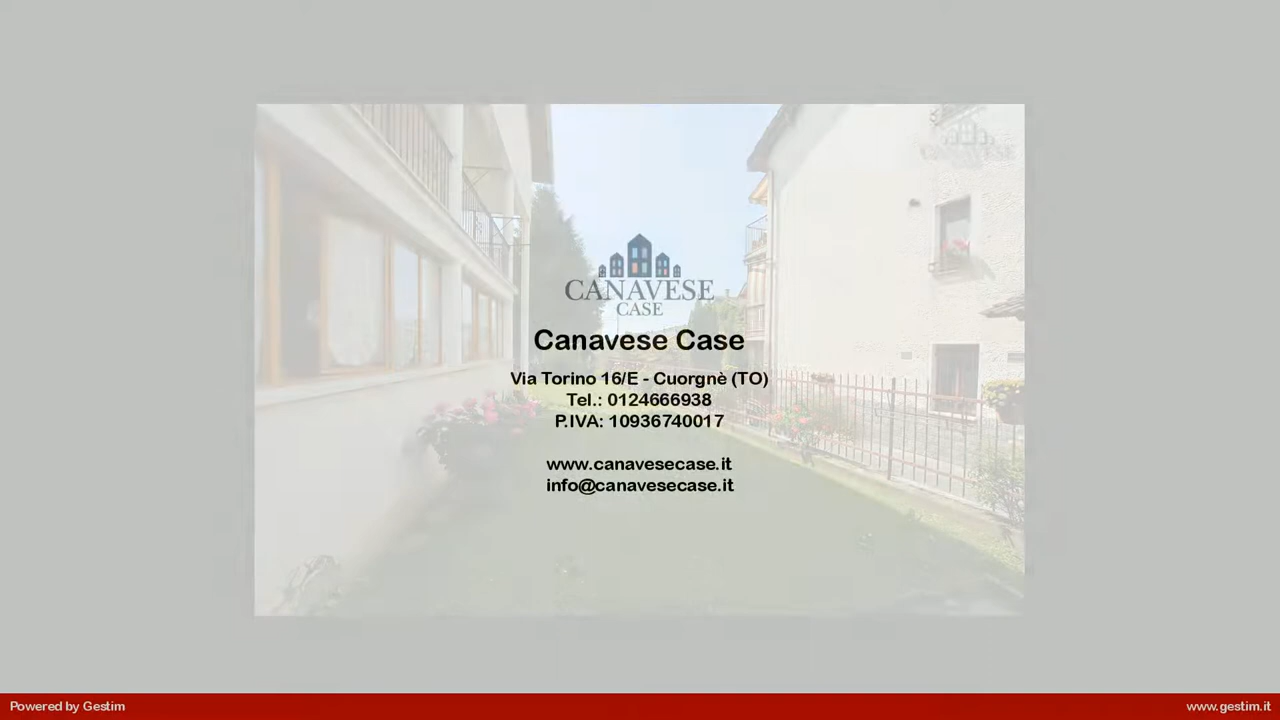 CANAVESE
CASE
Canavese Case
Via Torino 16/E - Cuorgnè (TO)
Tel.: 0124666938
P.IVA: 10936740017
www.canavesecase.it
info@canavesecase.it
Powered by Gestim
www.gestim.it